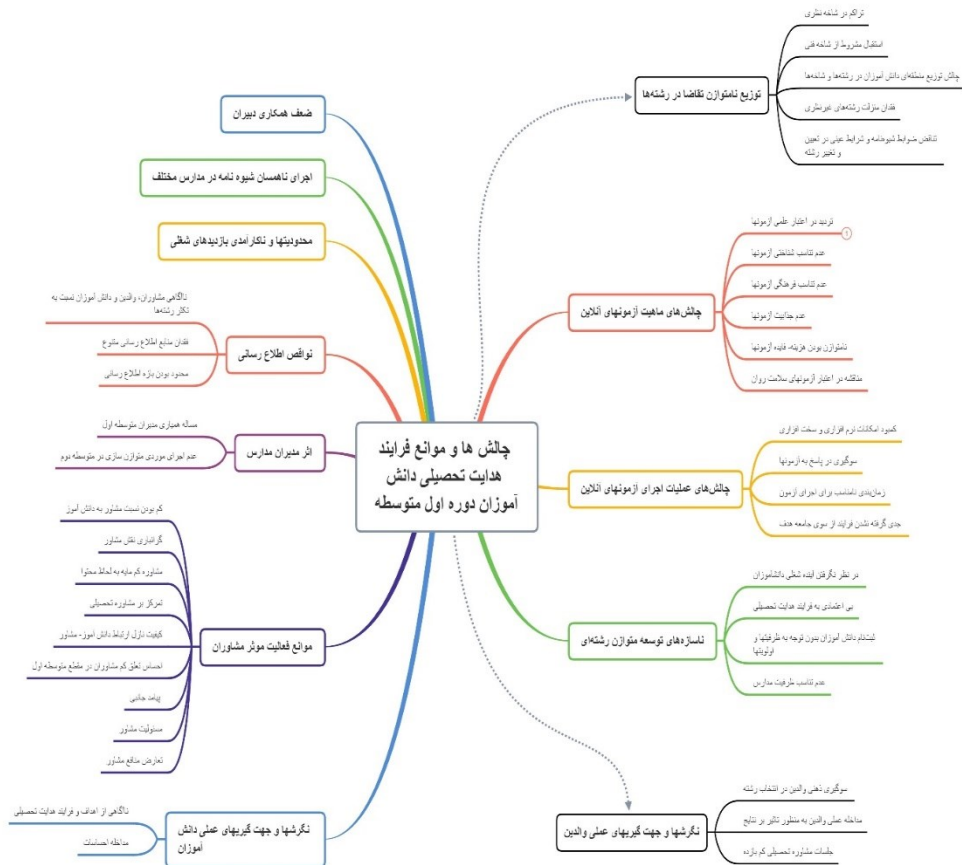 چالش ها و موانع فرایند
هدایت تحصیلی دانش
آموزان دوره اول متوسطه
توزیع نامتوازن تقاضا در رشته‌ها
تراکم در شاخه نظری
استقبال مشروط از شاخه فنی
چالش توزیع منطقه‌ای دانش آموزان در رشته‌ها و شاخه‌ها
فقدان منزلت رشته‌های غیرنظری
تناقض ضوابط شیوه‌نامه و شرایط عینی در تعیین
و تغییر رشته
چالش‌های ماهیت آزمونهای آنلاین
تردید در اعتبار علمی آزمونها
1
عدم تناسب شناختی آزمونها
عدم تناسب فرهنگی آزمونها
عدم جذابیت آزمونها
نامتوازن بودن هزینه- فایده آزمونها
مناقشه در اعتبار آزمونهای سلامت روان
چالش‌های عملیات اجرای آزمونهای آنلاین
کمبود امکانات نرم افزاری و سخت افزاری
سوگیری در پاسخ به آزمونها
زمان‌بندی نامناسب برای اجرای آزمون
جدی گرفته نشدن فرایند از سوی جامعه هدف
ناسازه‌های توسعه متوازن رشته‌ای
در نظر نگرفتن آینده شغلی دانشاموزان
بی اعتمادی به فرایند هدایت تحصیلی
ثبت‌نام دانش آموزان بدون توجه به ظرفیتها و
اولویتها
عدم تناسب ظرفیت مدارس
نگرشها و جهت گیریهای عملی والدین
سوگیری ذهنی والدین در انتخاب رشته
مداخله عملی والدین به منظور تاثیر بر نتایج
جلسات مشاوره تحصیلی کم بازده
ضعف همکاری دبیران
اجرای ناهمسان شیوه نامه در مدارس مختلف
محدودیتها و ناکارآمدی بازدیدهای شغلی
نواقص اطلاع رسانی
ناآگاهی مشاوران، والدین و دانش آموزان نسبت به
تکثر رشته‌ها
فقدان منابع اطلاع رسانی متنوع
محدود بودن بازه اطلاع رسانی
اثر مدیران مدارس
مساله همیاری مدیران متوسطه اول
عدم اجرای موردی متوازن سازی در متوسطه دوم
موانع فعالیت موثر مشاوران
کم بودن نسبت مشاور به دانش آموز
گرانباری نقش مشاور
مشاوره کم مایه به لحاظ محتوا
تمرکز بر مشاوره تحصیلی
کیفیت نازل ارتباط دانش آموز- مشاور
احساس تعلق کم مشاوران در مقطع متوسطه اول
پیامد جانبی
مسئولیت مشاور
تعارض منافع مشاور
نگرشها و جهت گیریهای عملی دانش
آموزان
ناآگاهی از اهداف و فرایند هدایت تحصیلی
مداخله احساسات